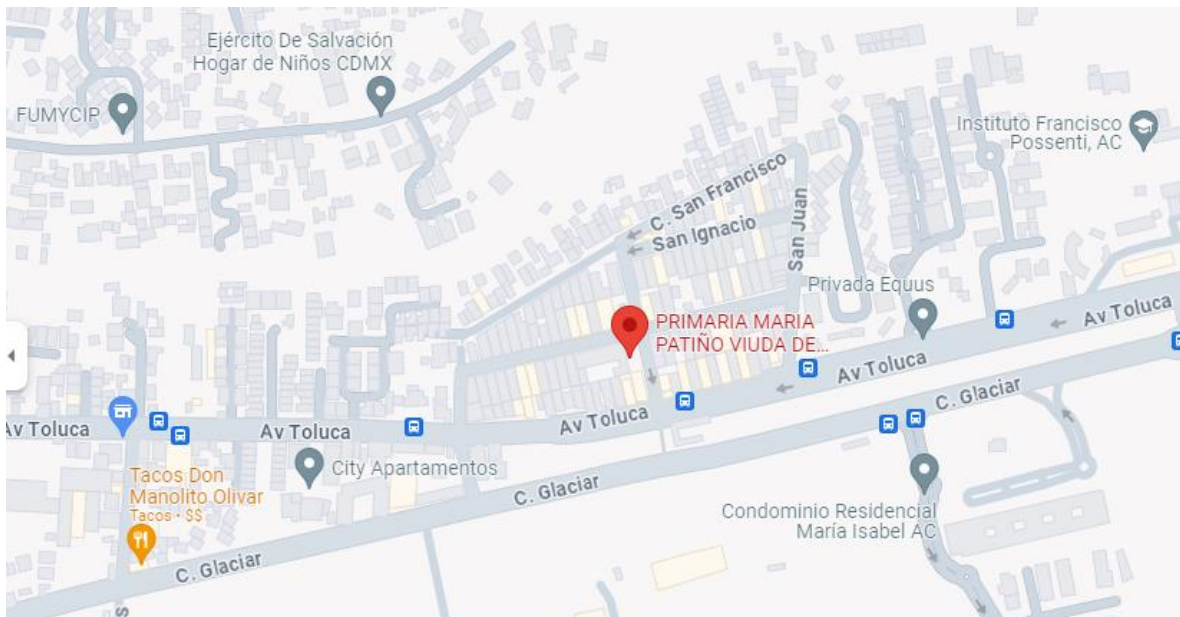 Ejército De Salvación
Hogar de Niños CDMX
FUMYCIP
Instituto Francisco
Possenti, AC
C. San Francisco
San Ignacio
San Juan
Privada Equus
PRIMARIA MARIA
PATIÑO VIUDA DE...
Av Toluca
Av Toluca
Av Toluca
Av Toluca
Av Toluca
C. Glaciar
City Apartamentos
Tacos Don
Manolito Olivar
Tacos • $$
C. Glaciar
Condominio Residencial
María Isabel AC
C. Glaciar